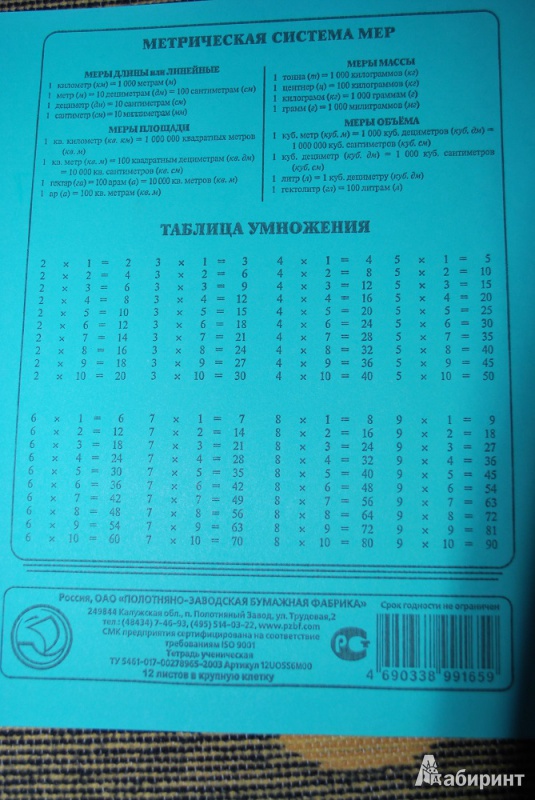 МЕТРИЧЕСКАЯ СИСТЕМА МЕР
МЕРЫ ДЛИНЫ или ЛИНЕЙНЫЕ
1 километр (км) = 1 000 метрам (м)
1 метр (м) = 10 дециметрам (дм) = 100 сантиметрам (см)
1 дециметр (дм) = 10 сантиметрам (см)
1 сантиметр (см) = 10 миллиметрам (мм)
МЕРЫ ПЛОЩАДИ
1 кв. километр (кв. км) = 1 000 000 квадратных метров
(кв. м)
1 кв. метр (кв. м) = 100 квадратным дециметрам (кв. дм)
= 10 000 кв. сантиметров (кв. см)
1 гектар (га) = 100 арам (а) = 10 000 кв. метров (кв. м)
1 ар (а) = 100 кв. метрам (кв. м)
МЕРЫ МАССЫ
1 тонна (т) = 1 000 килограммов (кг)
1 центнер (ц) = 100 килограммов (кг)
1 килограмм (кг) = 1 000 граммам (г)
1 грамм (г) = 1 000 миллиграммов (мг)
МЕРЫ ОБЪЁМА
1 куб. метр (куб. м) = 1 000 куб. дециметров (куб. дм) =
= 1 000 000 куб. сантиметров (куб. см)
1 куб. дециметр (куб. дм) = 1 000 куб. сантиметров
(куб. см)
1 литр (л) = 1 куб. дециметру (куб. дм)
1 гектолитр (гл) = 100 литрам (л)
ТАБЛИЦА УМНОЖЕНИЯ
2 × 1 = 2 3 × 1 = 3 4 × 1 = 4 5 × 1 = 5
2 × 2 = 4 3 × 2 = 6 4 × 2 = 8 5 × 2 = 10
2 × 3 = 6 3 × 3 = 9 4 × 3 = 12 5 × 3 = 15
2 × 4 = 8 3 × 4 = 12 4 × 4 = 16 5 × 4 = 20
2 × 5 = 10 3 × 5 = 15 4 × 5 = 20 5 × 5 = 25
2 × 6 = 12 3 × 6 = 18 4 × 6 = 24 5 × 6 = 30
2 × 7 = 14 3 × 7 = 21 4 × 7 = 28 5 × 7 = 35
2 × 8 = 16 3 × 8 = 24 4 × 8 = 32 5 × 8 = 40
2 × 9 = 18 3 × 9 = 27 4 × 9 = 36 5 × 9 = 45
2 × 10 = 20 3 × 10 = 30 4 × 10 = 40 5 × 10 = 50
6 × 1 = 6 7 × 1 = 7 8 × 1 = 8 9 × 1 = 9
6 × 2 = 12 7 × 2 = 14 8 × 2 = 16 9 × 2 = 18
6 × 3 = 18 7 × 3 = 21 8 × 3 = 24 9 × 3 = 27
6 × 4 = 24 7 × 4 = 28 8 × 4 = 32 9 × 4 = 36
6 × 5 = 30 7 × 5 = 35 8 × 5 = 40 9 × 5 = 45
6 × 6 = 36 7 × 6 = 42 8 × 6 = 48 9 × 6 = 54
6 × 7 = 42 7 × 7 = 49 8 × 7 = 56 9 × 7 = 63
6 × 8 = 48 7 × 8 = 56 8 × 8 = 64 9 × 8 = 72
6 × 9 = 54 7 × 9 = 63 8 × 9 = 72 9 × 9 = 81
6 × 10 = 60 7 × 10 = 70 8 × 10 = 80 9 × 10 = 90
Россия, ОАО «ПОЛОТНЯНО-ЗАВОДСКАЯ БУМАЖНАЯ ФАБРИКА»
249844 Калужская обл., п. Полотняный Завод, ул. Трудовая,2
тел.: (48434) 7-46-93, (495) 514-03-22, www.pzbf.com
СМК предприятия сертифицирована на соответствие
требованиям ISO 9001
Тетрадь ученическая
ТУ 5461-017-00278965-2003 Артикул 12U0SS6M00
12 листов в крупную клетку
Срок годности не ограничен
4 690338 991659
Лабиринт